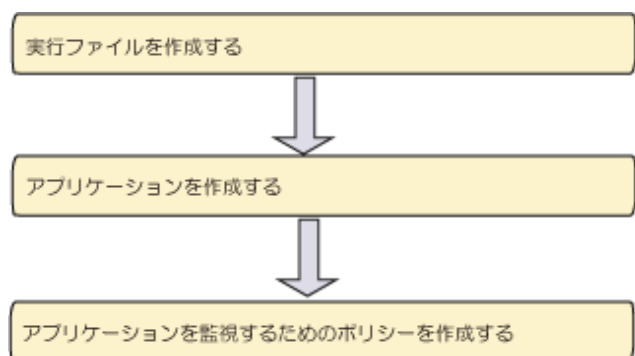 実行ファイルを作成する
アプリケーションを作成する
アプリケーションを監視するためのポリシーを作成する